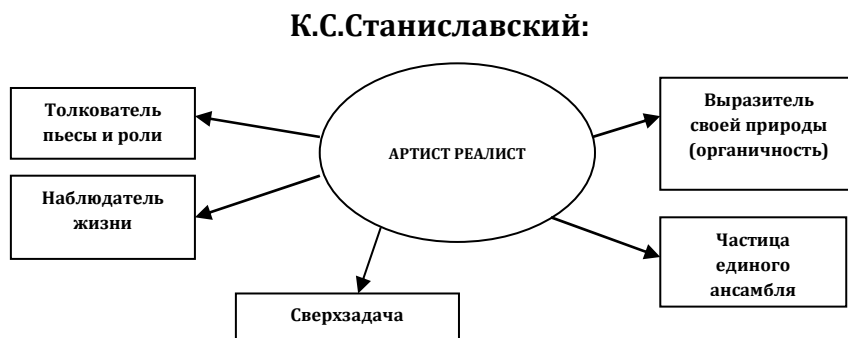 К.С.Станиславский:
Толкователь
пьесы и роли
Выразитель
своей природы
(органичность)
АРТИСТ РЕАЛИСТ
Наблюдатель
жизни
Частица
единого
ансамбля
Сверхзадача